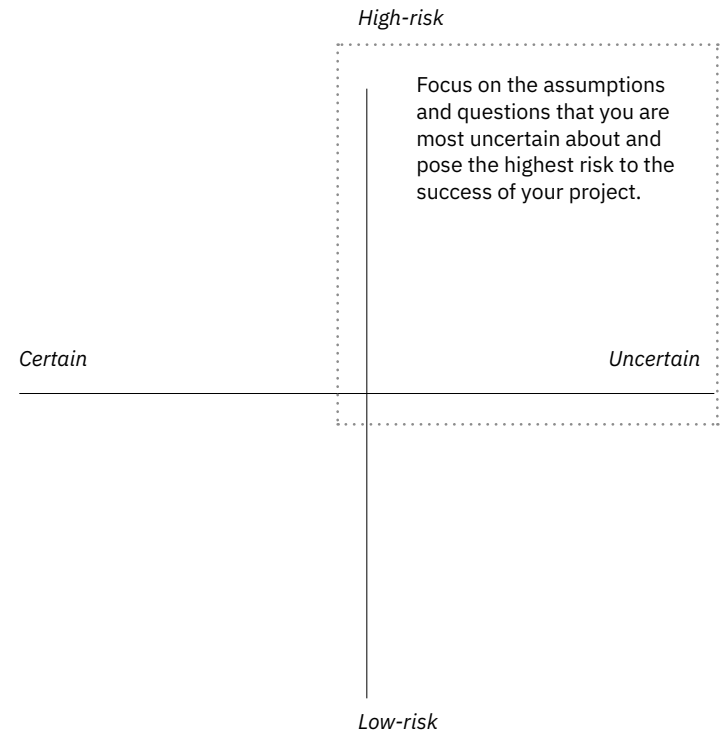 High-risk
Focus on the assumptions
and questions that you are
most uncertain about and
pose the highest risk to the
success of your project.
Certain
Uncertain
Low-risk